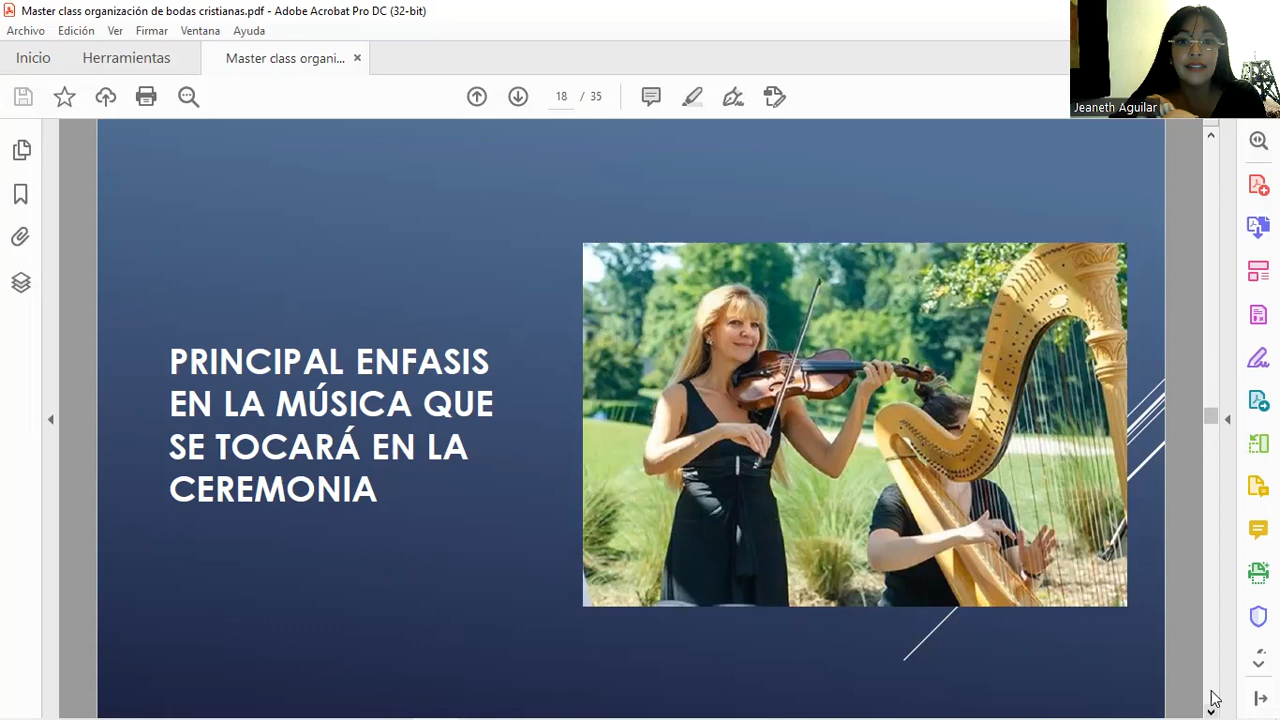 Master class organización de bodas cristianas.pdf - Adobe Acrobat Pro DC (32-bit)
Archivo Edición Ver Firmar Ventana Ayuda
Inicio Herramientas Master class organi... ×
18 / 35
Jeaneth Aguilar
PRINCIPAL ENFASIS
EN LA MÚSICA QUE
SE TOCARÁ EN LA
CEREMONIA